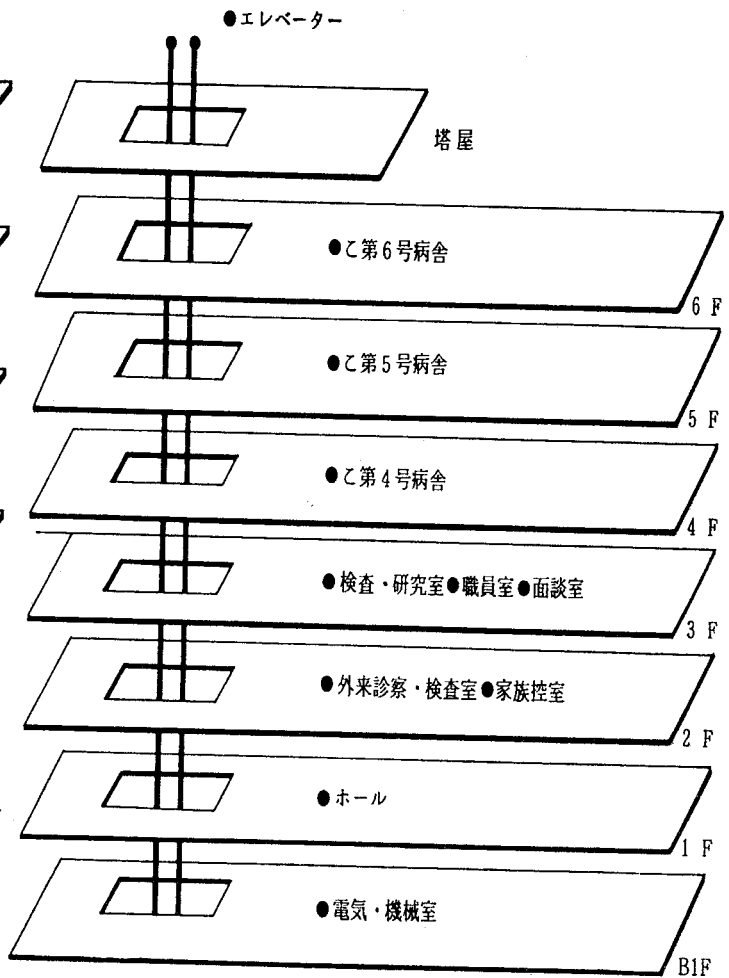 ●エレベーター
塔屋
●て第6号病舎
6 F
●て第5号病舎
5 F
●て第4号病舎
4 F
●検査・研究室●職員室●面談室
3 F
●外来診察・検査室●家族控室
2 F
●ホール
1 F
●電気・機械室
B1F